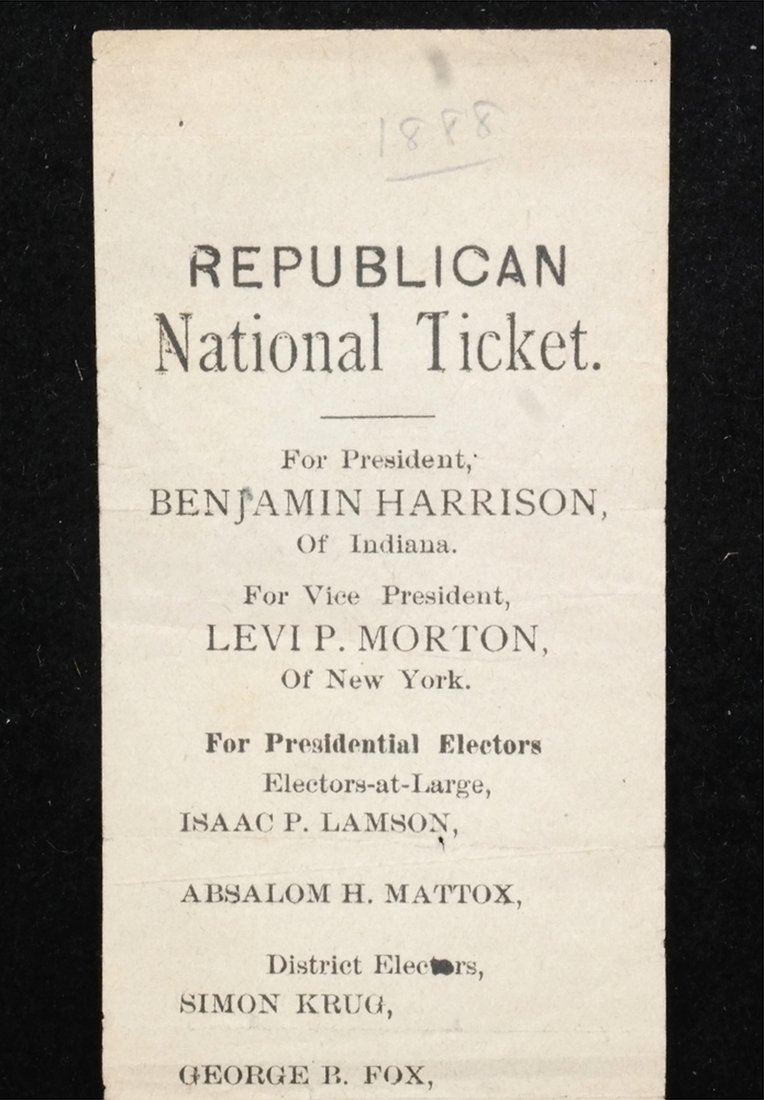 1888
REPUBLICAN
National Ticket.
For President,
BENJAMIN HARRISON,
Of Indiana.
For Vice President,
LEVI P. MORTON,
Of New York.
For Presidential Electors
Electors-at-Large,
ISAAC P. LAMSON,
ABSALOM H. MATTOX,
District Electors,
SIMON KRUG,
GEORGE B. FOX,